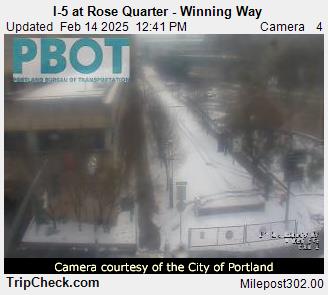 I-5 at Rose Quarter - Winning Way
Updated Feb 14 2025 12:41 PM Camera 4
PBOT
PORTLAND BUREAU OF TRANSPORTATION
Camera courtesy of the City of Portland
TripCheck.com Milepost302.00